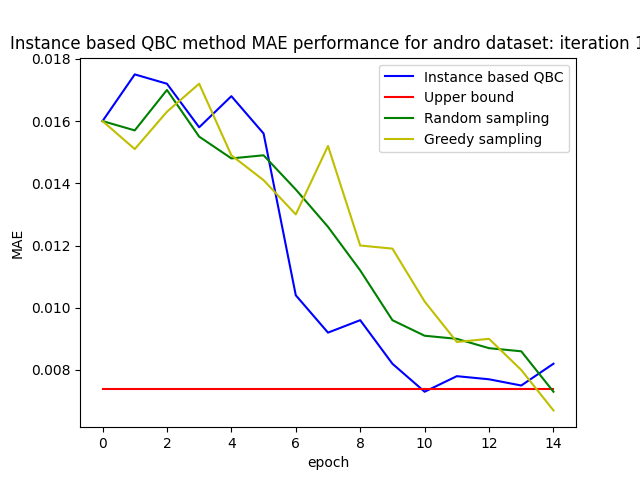 Instance based QBC method MAE performance for andro dataset: iteration 1
0.018
0.016
0.014
0.012
0.010
0.008
MAE
Instance based QBC
Upper bound
Random sampling
Greedy sampling
0 2 4 6 8 10 12 14
epoch